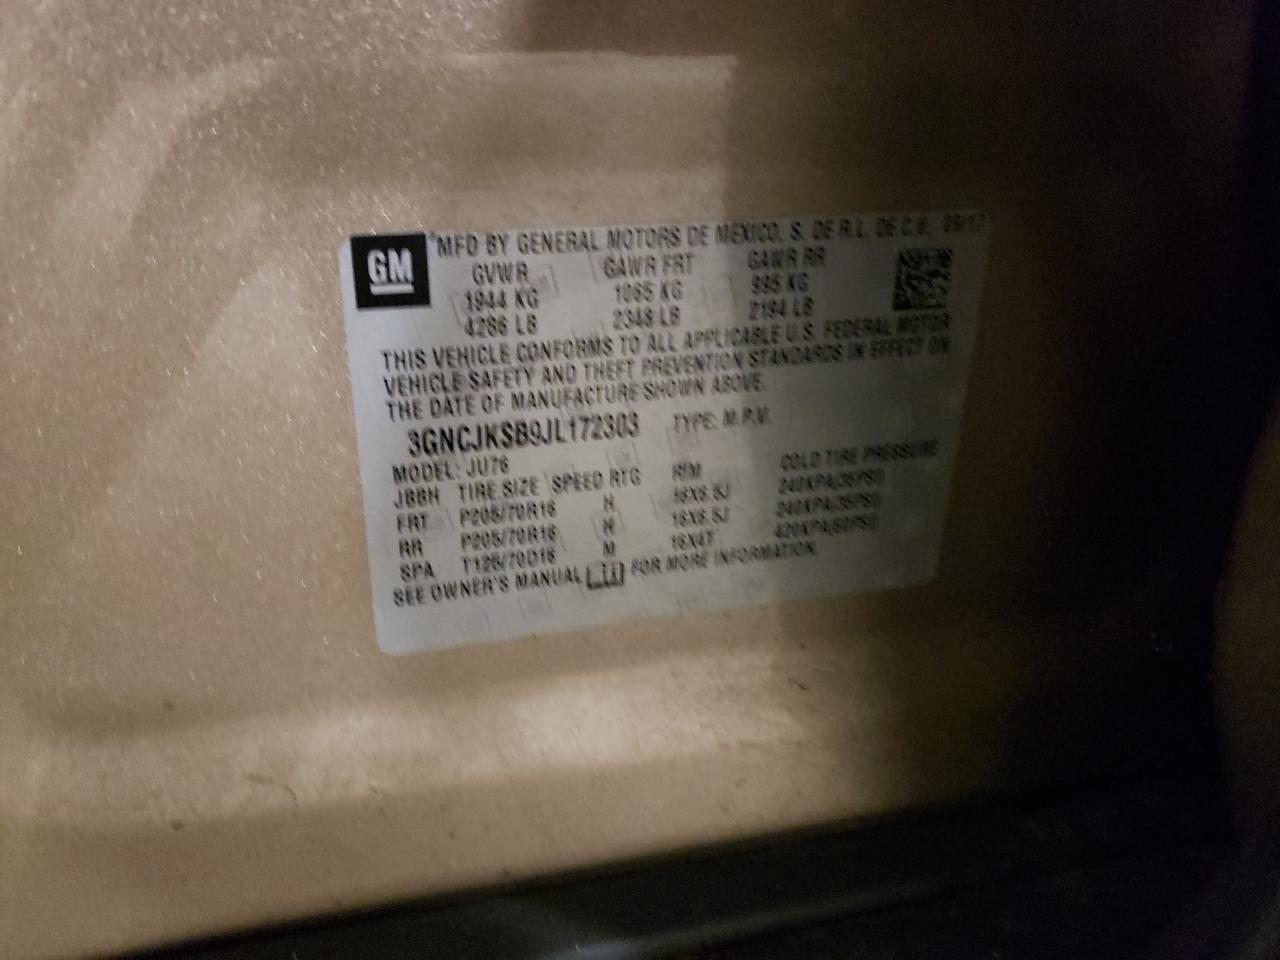 GM
*MFD BY GENERAL MOTORS DE MEXICO, S. DE R.L. DE C.V. 09/17
GVWR GAWR FRT GAWR RR
1944 KG 1065 KG 995 KG
4286 LB 2348 LB 2194 LB
THIS VEHICLE CONFORMS TO ALL APPLICABLE U.S. FEDERAL MOTOR
VEHICLE SAFETY AND THEFT PREVENTION STANDARDS IN EFFECT ON
THE DATE OF MANUFACTURE SHOWN ABOVE.
3GNCJKSB9JL172303 TYPE: M.P.V.
MODEL: JU76
JBBH TIRE SIZE SPEED RTG RIM COLD TIRE PRESSURE
FRT P205/70R16 H 16X6.5J 240KPA(35PSI)
RR P205/70R16 H 16X6.5J 240KPA(35PSI)
SPA T125/70D16 M 16X4T 420KPA(60PSI)
SEE OWNER'S MANUAL FOR MORE INFORMATION.